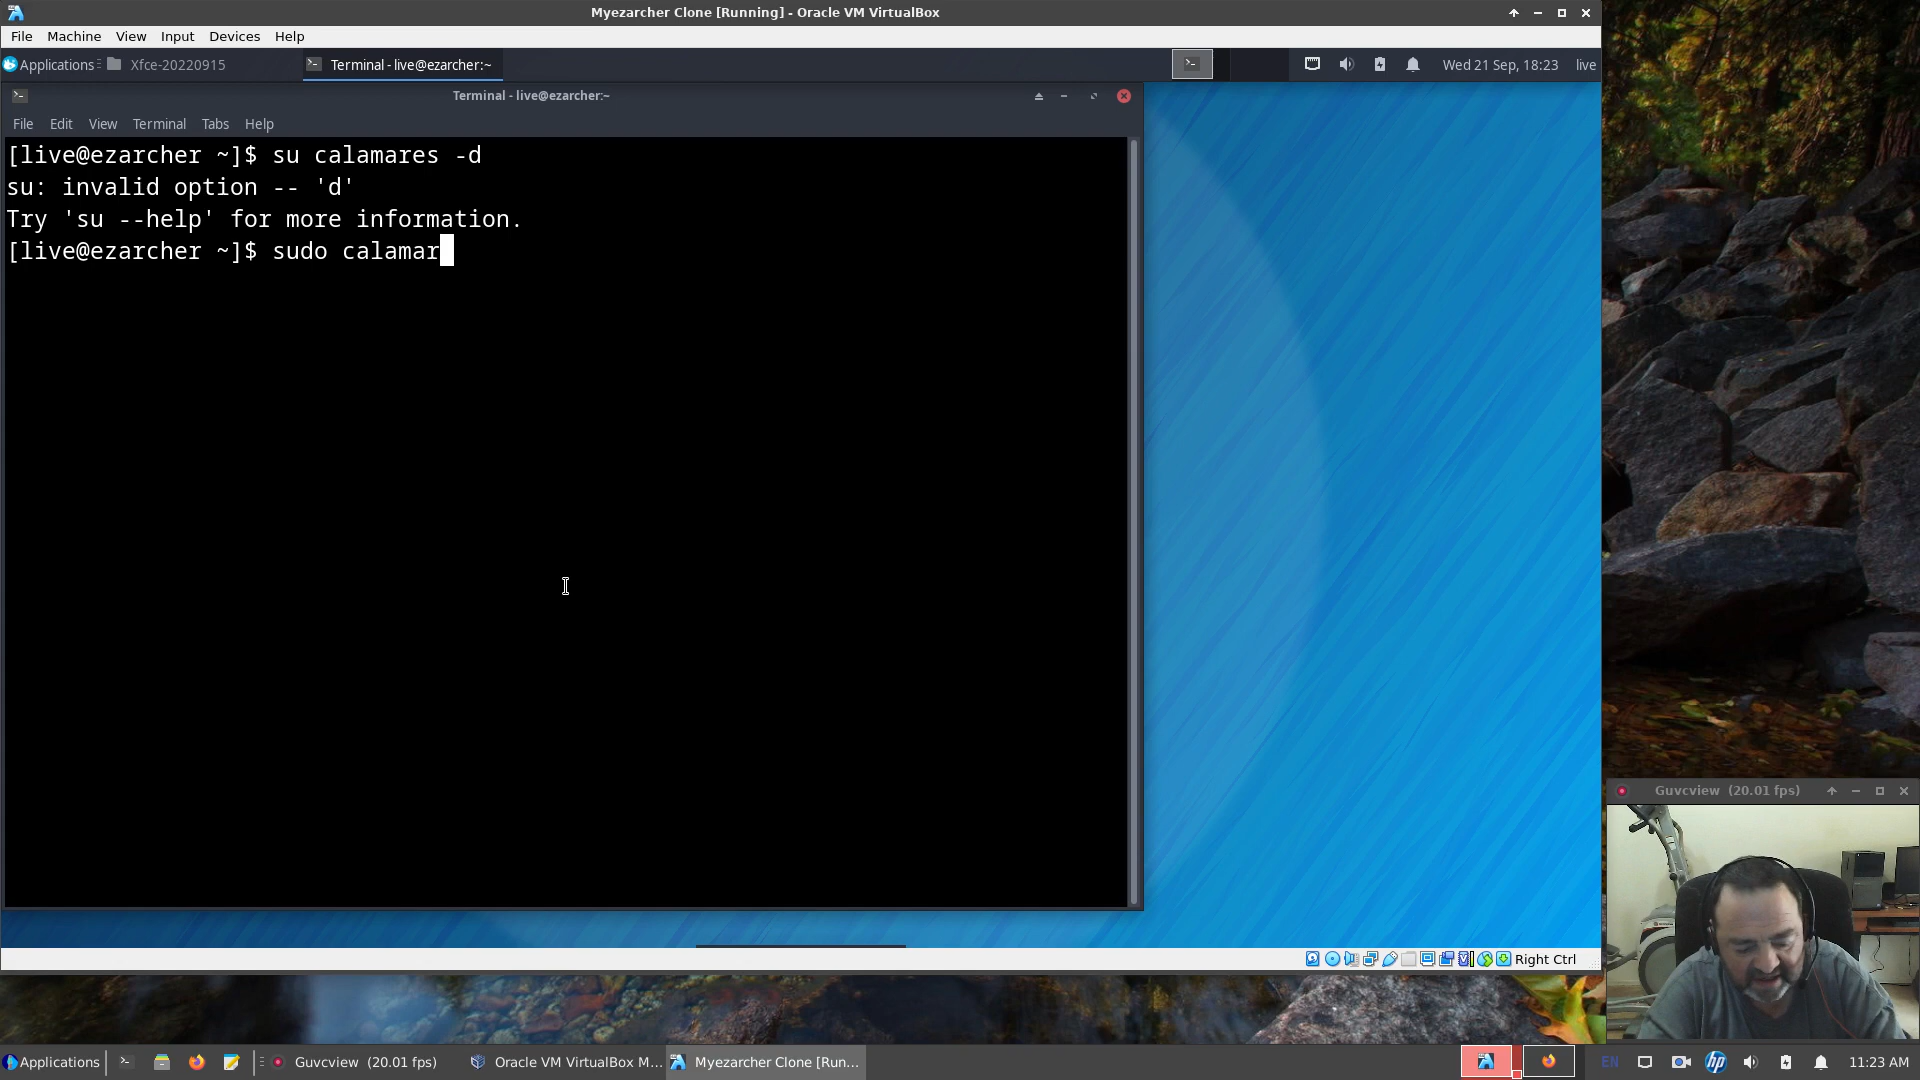 Myezarcher Clone [Running] - Oracle VM VirtualBox
File Machine View Input Devices Help
Applications Xfce-20220915 Terminal - live@ezarcher:~ Wed 21 Sep, 18:23 live
Terminal - live@ezarcher:~
File Edit View Terminal Tabs Help
[live@ezarcher ~]$ su calamares -d
su: invalid option -- 'd'
Try 'su --help' for more information.
[live@ezarcher ~]$ sudo calamar
Guvcview (20.01 fps)
Right Ctrl
Applications Guvcview (20.01 fps) Oracle VM VirtualBox M... Myezarcher Clone [Run... EN hp 11:23 AM